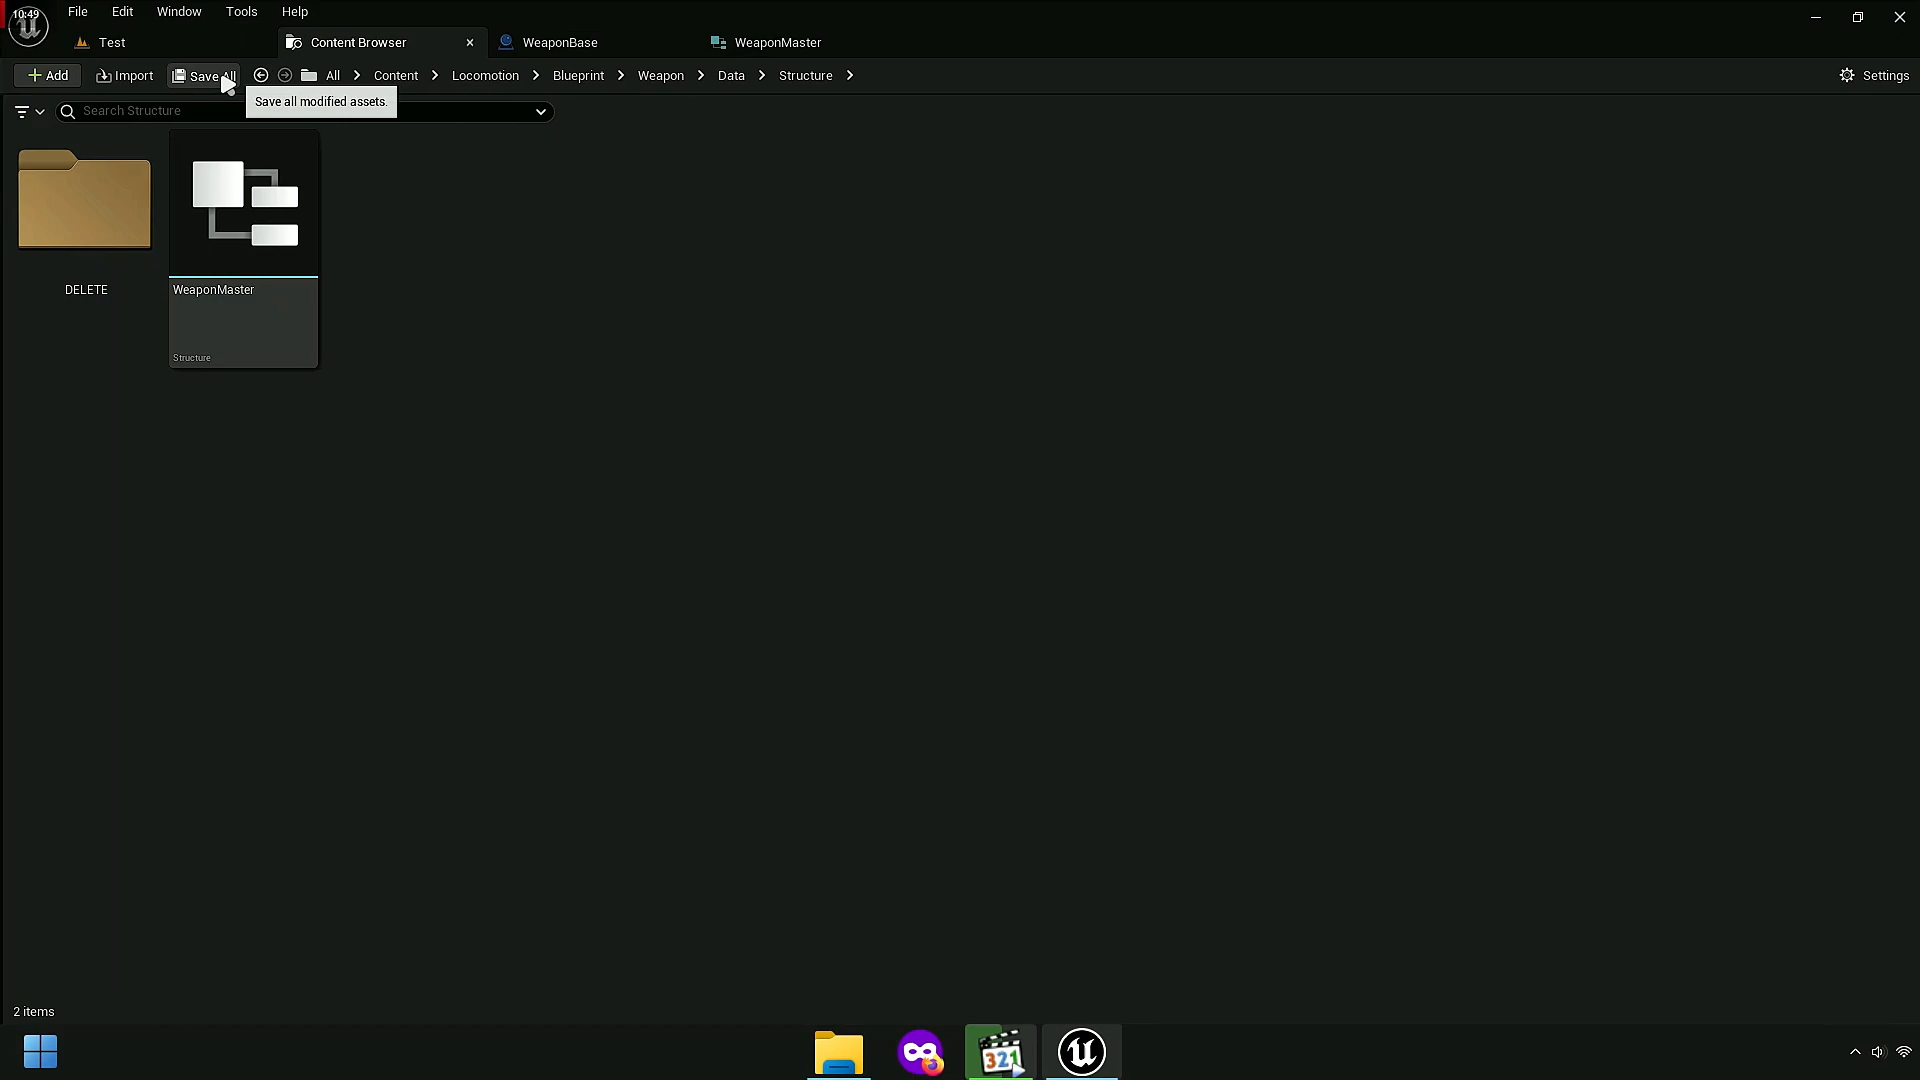 10:49
File Edit Window Tools Help
Test Content Browser WeaponBase WeaponMaster
Add Import Save All All Content Locomotion Blueprint Weapon Data Structure Settings
Search Structure
Save all modified assets.
DELETE
WeaponMaster
Structure
2 items
321